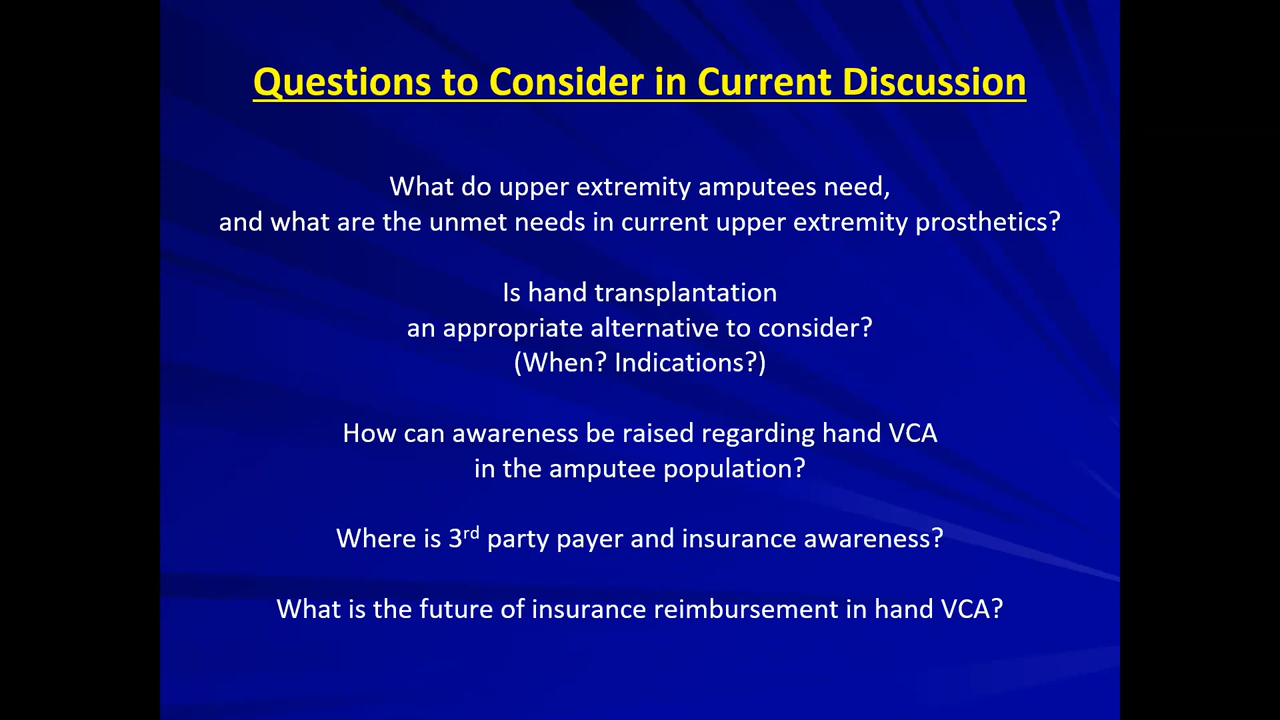 Questions to Consider in Current Discussion
What do upper extremity amputees need,
and what are the unmet needs in current upper extremity prosthetics?
Is hand transplantation
an appropriate alternative to consider?
(When? Indications?)
How can awareness be raised regarding hand VCA
in the amputee population?
Where is 3rd party payer and insurance awareness?
What is the future of insurance reimbursement in hand VCA?